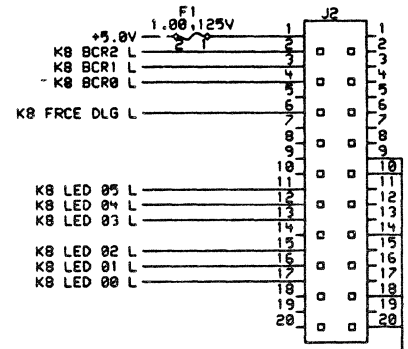 F1
J2
1.00,125V
+5.0V 2 1 1 1
K8 BCR2 L 2 2
K8 BCR1 L 3 3
K8 BCR0 L 4 4
5 5
K8 FRCE DLG L 6 6
7 7
8 8
9 9
10 10
K8 LED 05 L 11 11
K8 LED 04 L 12 12
K8 LED 03 L 13 13
14 14
K8 LED 02 L 15 15
K8 LED 01 L 16 16
K8 LED 00 L 17 17
18 18
19 19
20 20